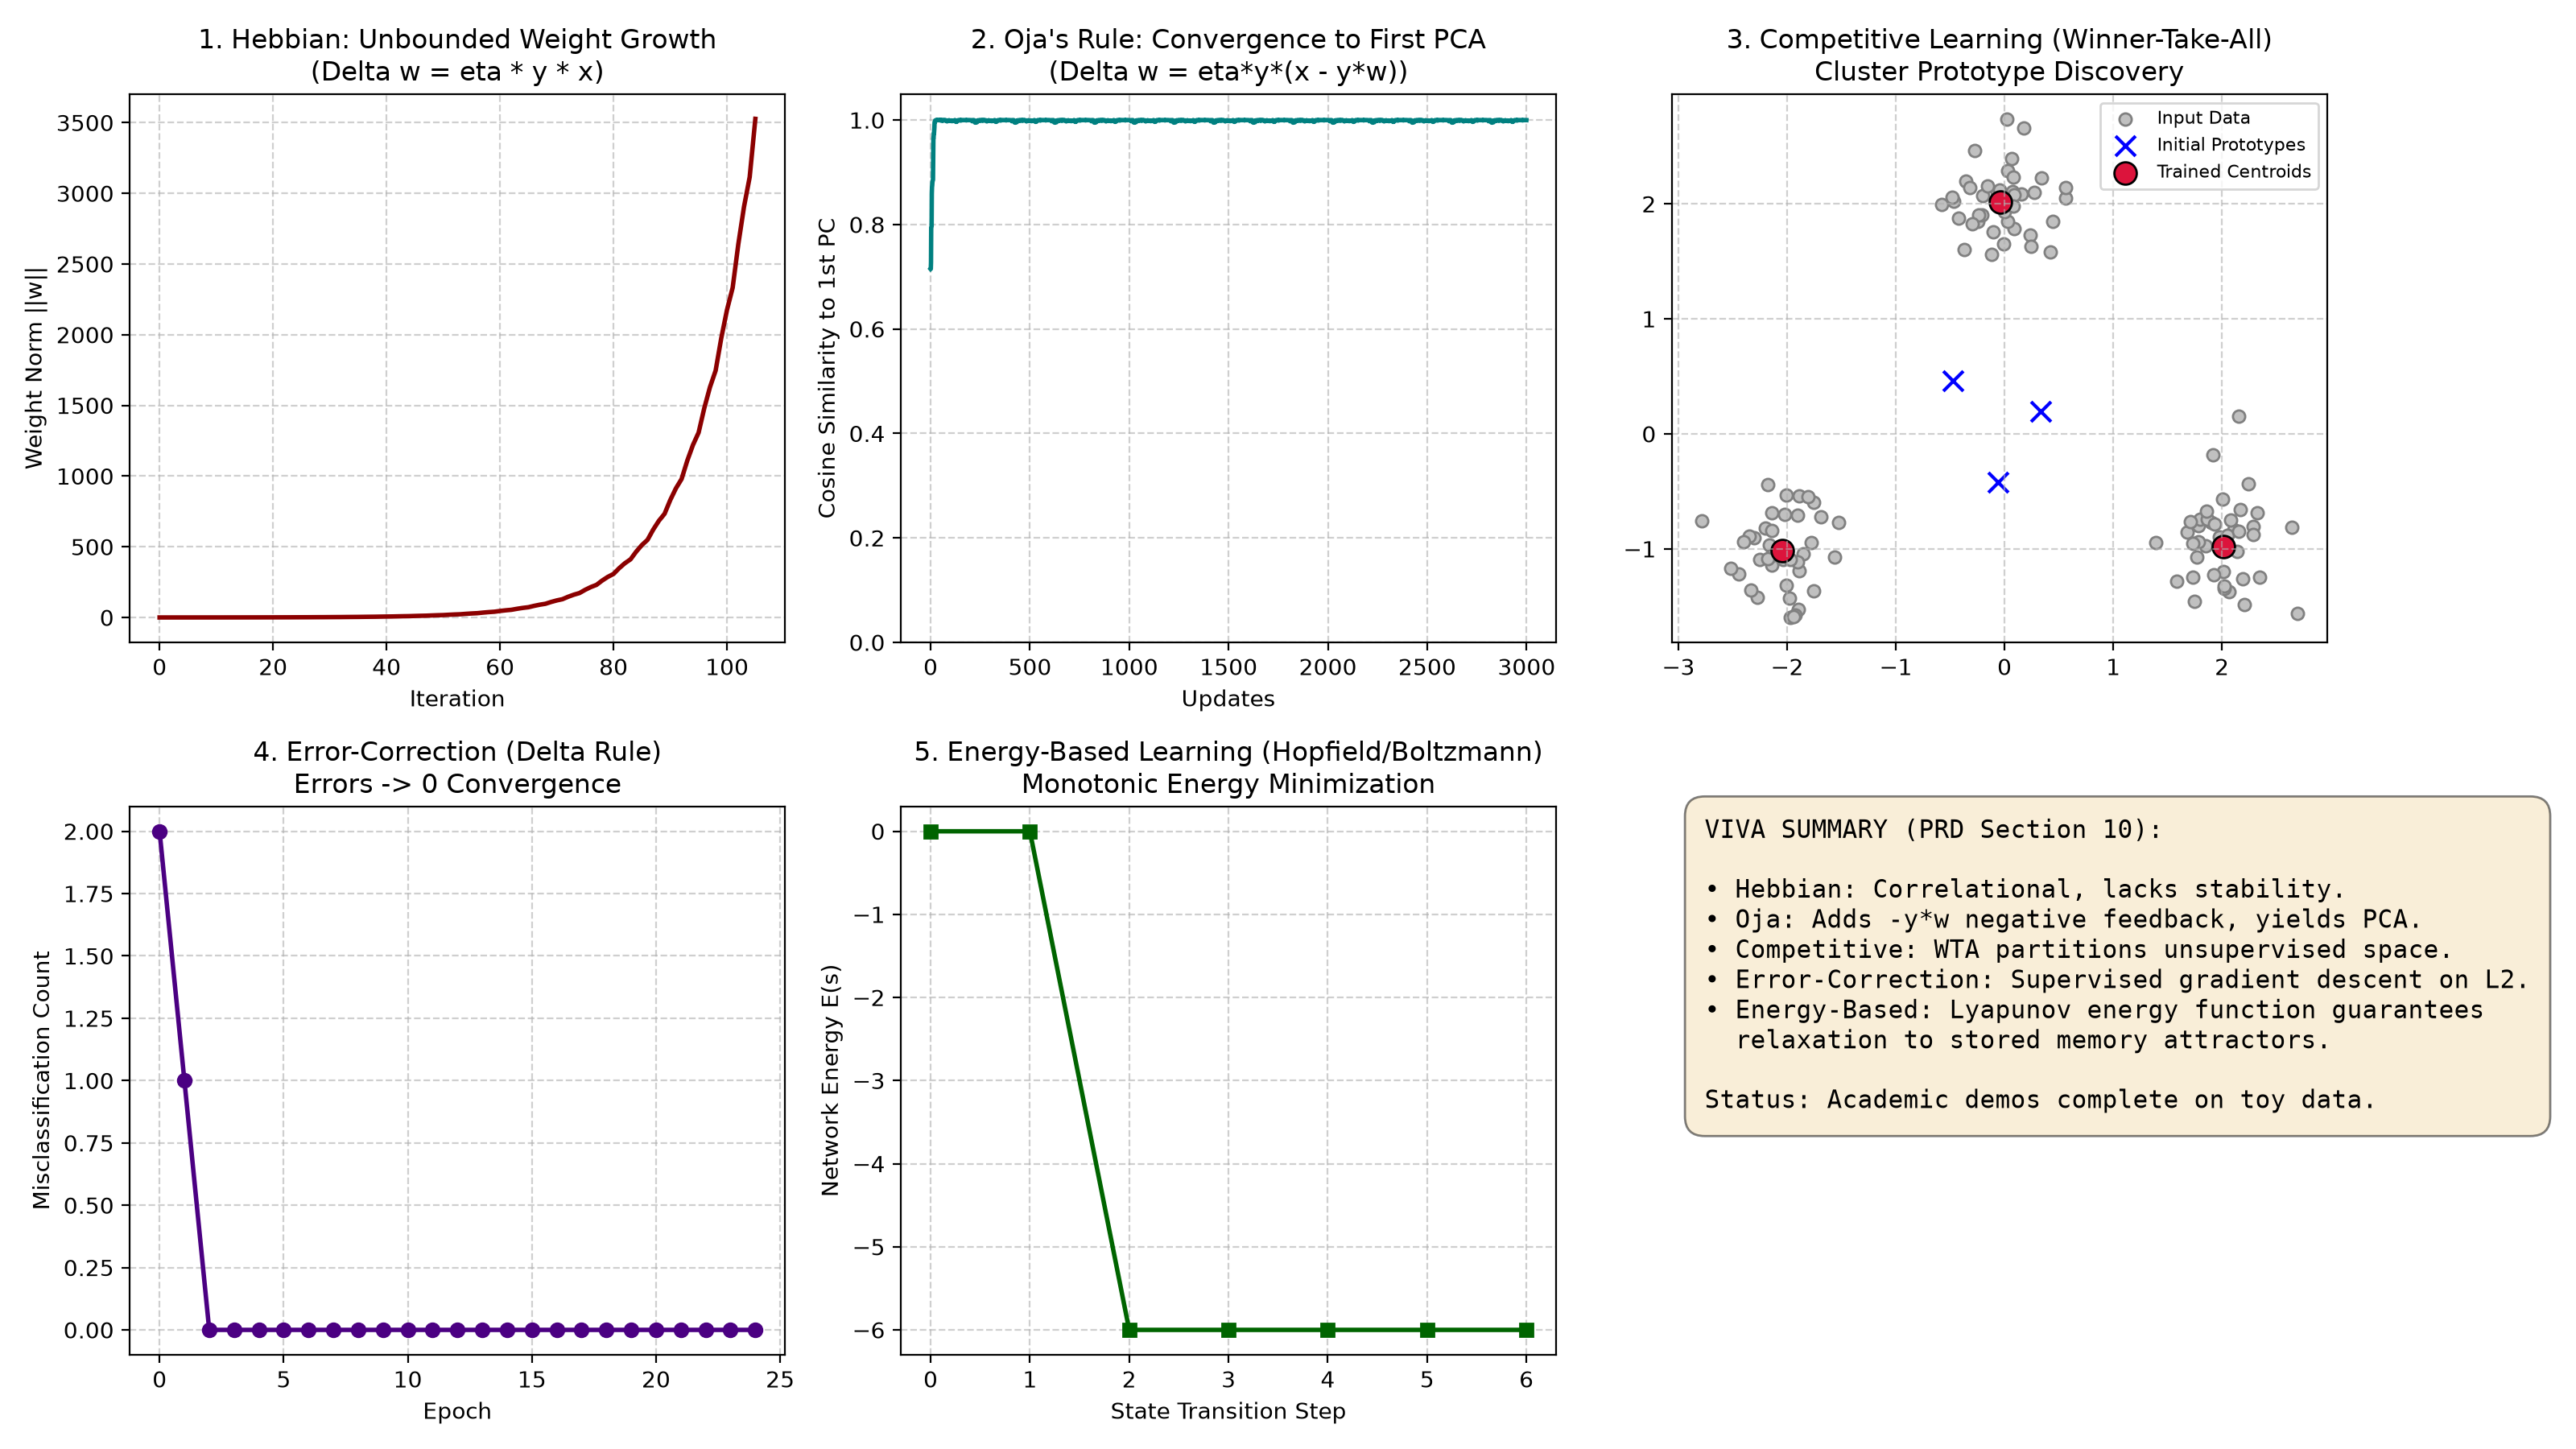 1. Hebbian: Unbounded Weight Growth
(Delta w = eta * y * x)
Weight Norm ||w||
3500
3000
2500
2000
1500
1000
500
0
0 20 40 60 80 100
Iteration
2. Oja's Rule: Convergence to First PCA
(Delta w = eta*y*(x - y*w))
Cosine Similarity to 1st PC
1.0
0.8
0.6
0.4
0.2
0.0
0 500 1000 1500 2000 2500 3000
Updates
3. Competitive Learning (Winner-Take-All)
Cluster Prototype Discovery
Input Data
Initial Prototypes
Trained Centroids
2
1
0
−1
−3 −2 −1 0 1 2
4. Error-Correction (Delta Rule)
Errors -> 0 Convergence
Misclassification Count
2.00
1.75
1.50
1.25
1.00
0.75
0.50
0.25
0.00
0 5 10 15 20 25
Epoch
5. Energy-Based Learning (Hopfield/Boltzmann)
Monotonic Energy Minimization
Network Energy E(s)
0
−1
−2
−3
−4
−5
−6
0 1 2 3 4 5 6
State Transition Step
VIVA SUMMARY (PRD Section 10):
• Hebbian: Correlational, lacks stability.
• Oja: Adds -y*w negative feedback, yields PCA.
• Competitive: WTA partitions unsupervised space.
• Error-Correction: Supervised gradient descent on L2.
• Energy-Based: Lyapunov energy function guarantees
relaxation to stored memory attractors.
Status: Academic demos complete on toy data.